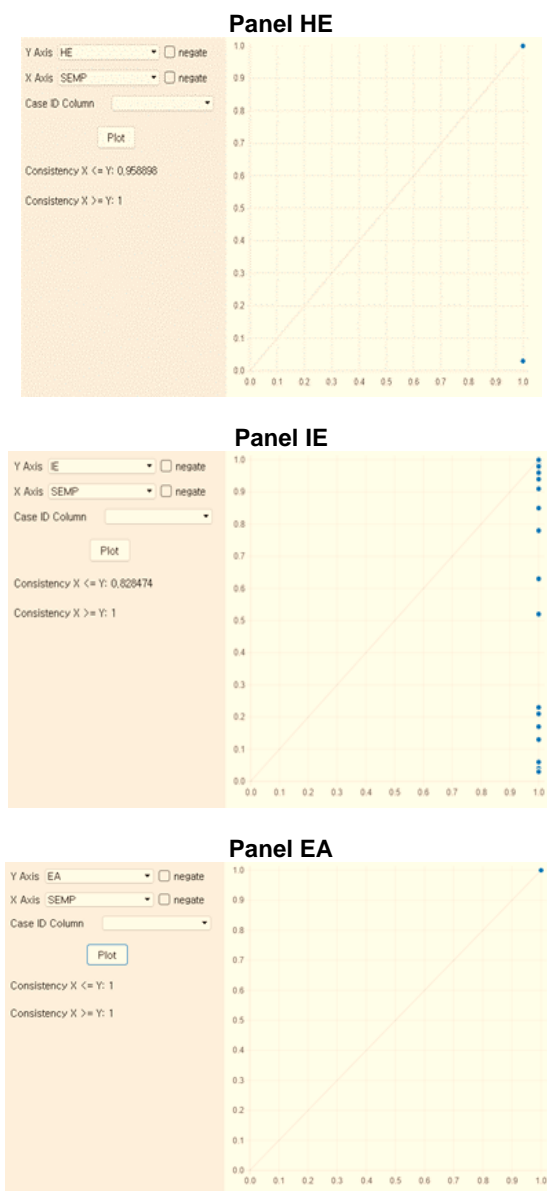 Panel HE
Y Axis HE negate
X Axis SEMP negate
Case ID Column
Plot
Consistency X <= Y: 0,958898
Consistency X >= Y: 1
1.0
0.9
0.8
0.7
0.6
0.5
0.4
0.3
0.2
0.1
0.0
0.0 0.1 0.2 0.3 0.4 0.5 0.6 0.7 0.8 0.9 1.0
Panel IE
Y Axis IE negate
X Axis SEMP negate
Case ID Column
Plot
Consistency X <= Y: 0,828474
Consistency X >= Y: 1
1.0
0.9
0.8
0.7
0.6
0.5
0.4
0.3
0.2
0.1
0.0
0.0 0.1 0.2 0.3 0.4 0.5 0.6 0.7 0.8 0.9 1.0
Panel EA
Y Axis EA negate
X Axis SEMP negate
Case ID Column
Plot
Consistency X <= Y: 1
Consistency X >= Y: 1
1.0
0.9
0.8
0.7
0.6
0.5
0.4
0.3
0.2
0.1
0.0
0.0 0.1 0.2 0.3 0.4 0.5 0.6 0.7 0.8 0.9 1.0